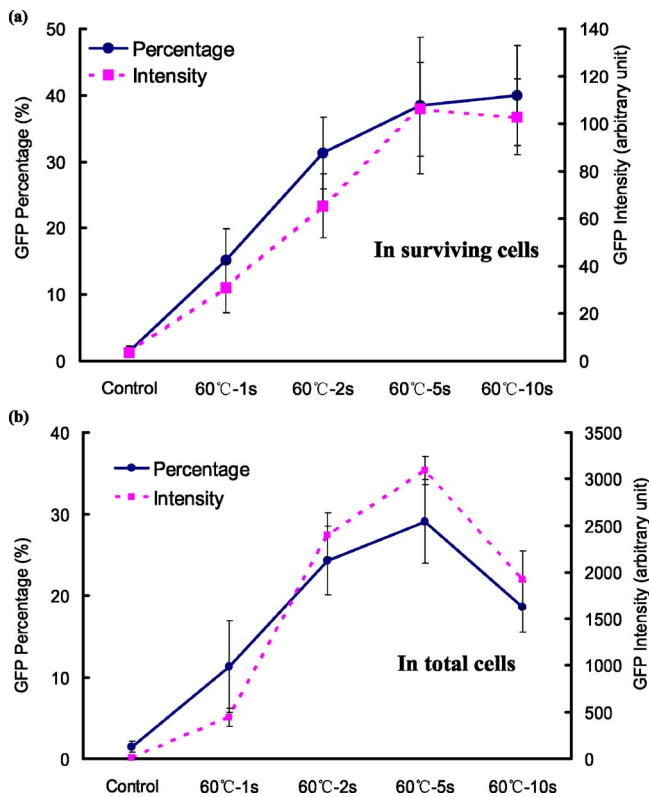 (a)
50
140
Percentage
Intensity
120
40
100
30
80
60
20
40
10
20
0
0
GFP Percentage (%)
GFP Intensity (arbitrary unit)
In surviving cells
Control 60℃-1s 60℃-2s 60℃-5s 60℃-10s
(b)
40
3500
Percentage
Intensity
3000
30
2500
2000
20
1500
10
1000
500
0
0
GFP Percentage (%)
GFP Intensity (arbitrary unit)
In total cells
Control 60℃-1s 60℃-2s 60℃-5s 60℃-10s